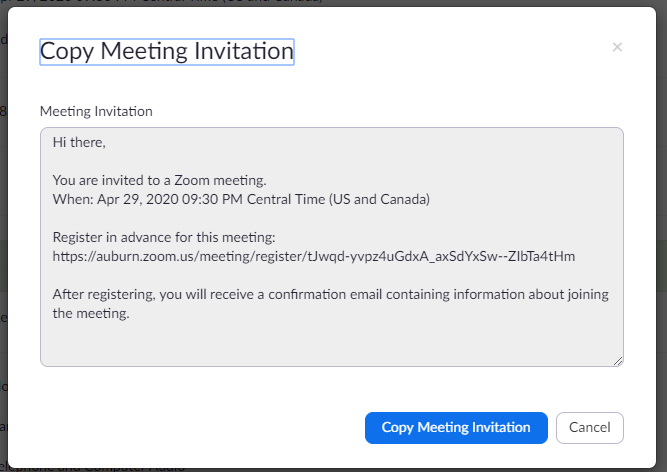 Copy Meeting Invitation
×
Meeting Invitation
Hi there,
You are invited to a Zoom meeting.
When: Apr 29, 2020 09:30 PM Central Time (US and Canada)
Register in advance for this meeting:
https://auburn.zoom.us/meeting/register/tJwqd-yvpz4uGdxA_axSdYxSw--ZIbTa4tHm
After registering, you will receive a confirmation email containing information about joining
the meeting.
Copy Meeting Invitation
Cancel